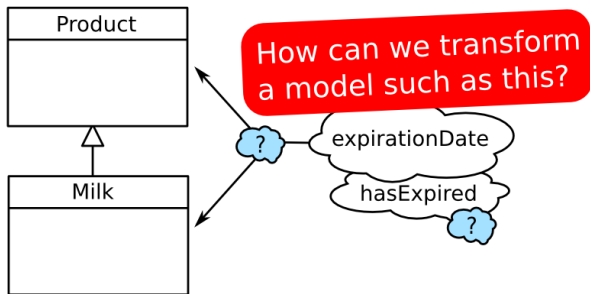 Product
How can we transform
a model such as this?
?
expirationDate
Milk
hasExpired
?